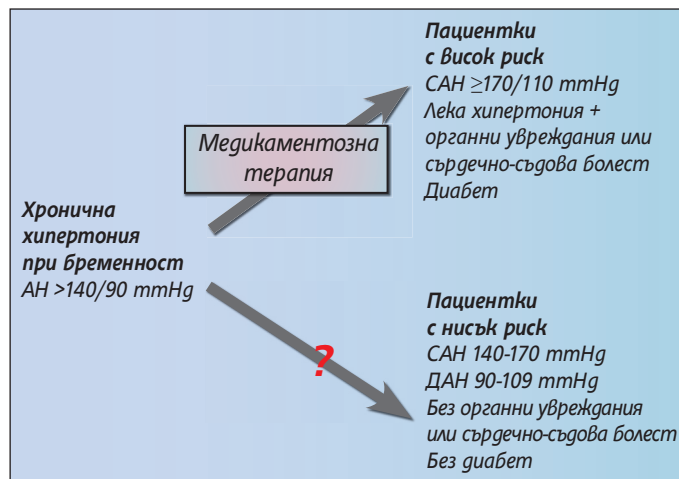 Пациентки
с висок риск
САН ≥170/110 mmHg
Лека хипертония +
органни увреждания или
сърдечно-съдова болест
Диабет
Медикаментозна
терапия
Хронична
хипертония
при бременност
АН >140/90 mmHg
?
Пациентки
с нисък риск
САН 140-170 mmHg
ДАН 90-109 mmHg
Без органни увреждания
или сърдечно-съдова болест
Без диабет